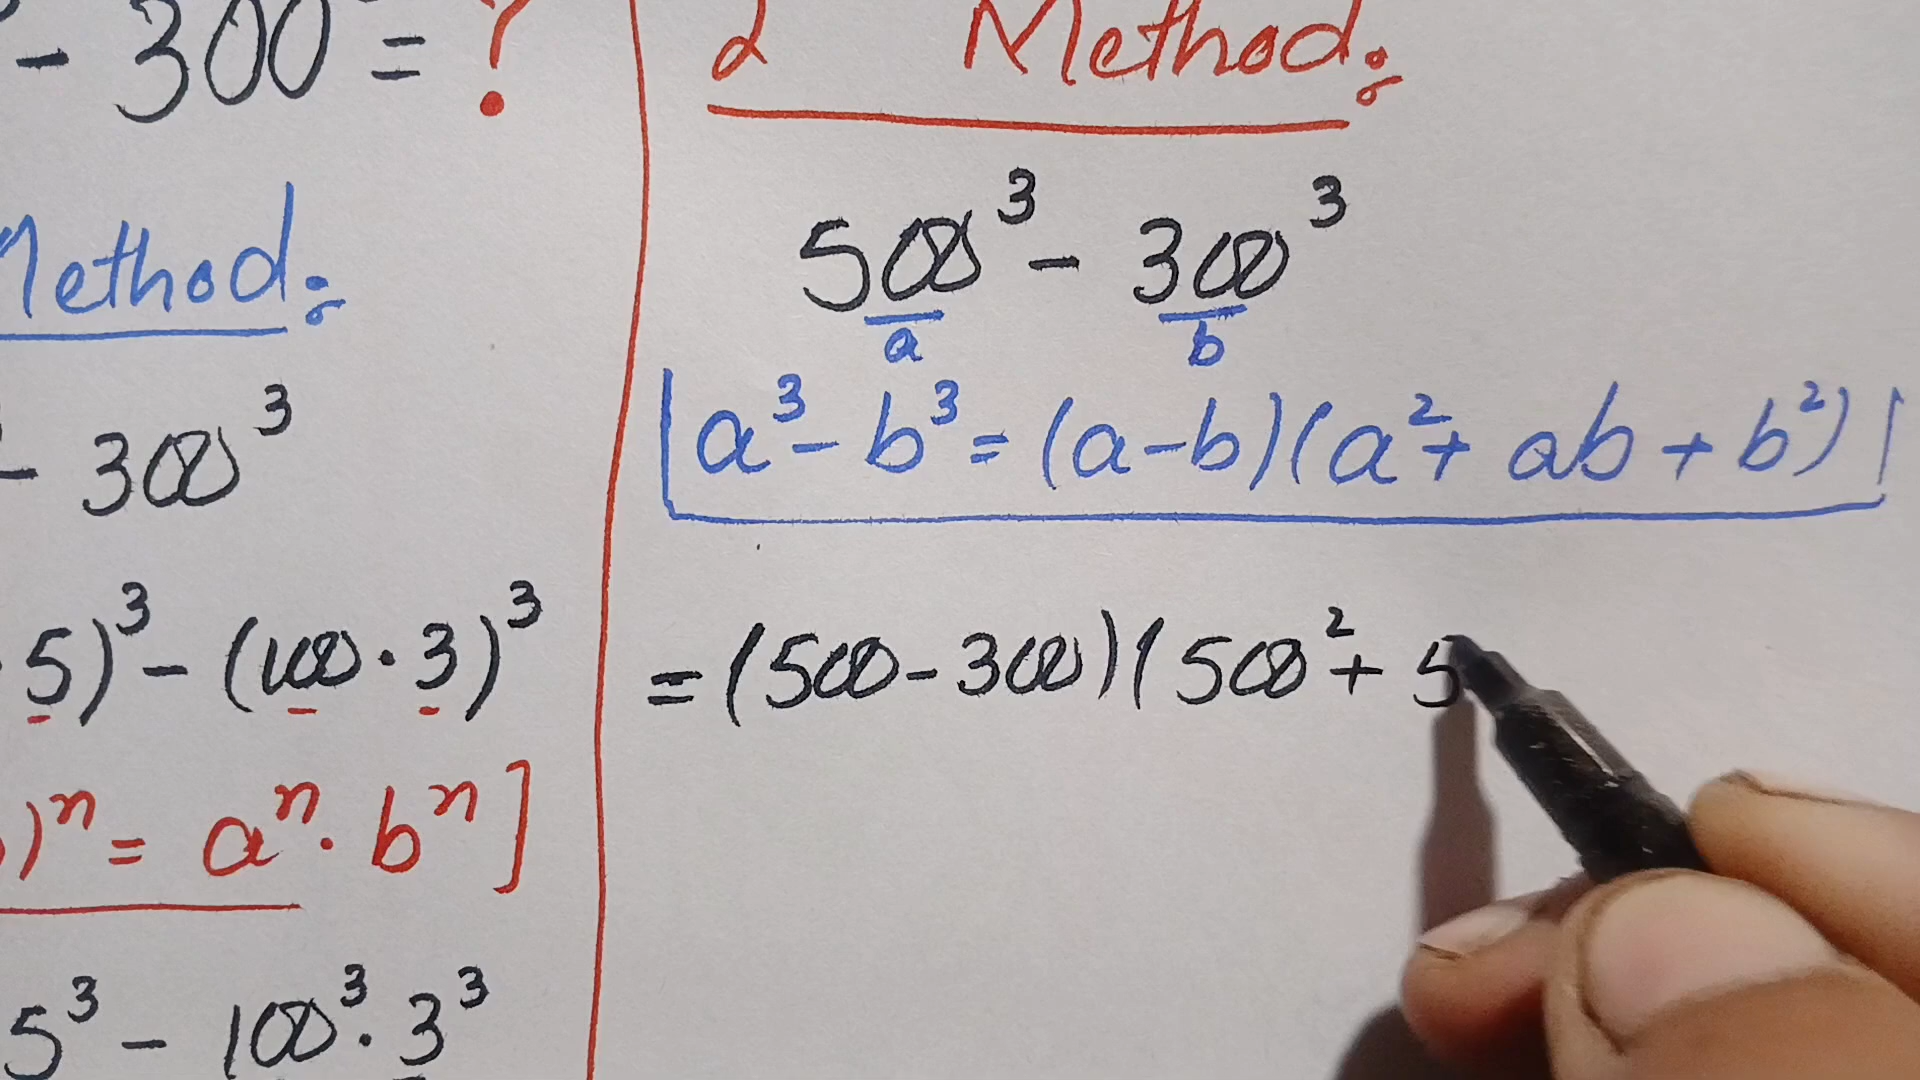 - 300 = ?
Method:
- 300³
5)³ - (100 · 3)³
)ⁿ = aⁿ · bⁿ ]
5³ - 100³ · 3³
2 Method:
500³ - 300³
a b
a³ - b³ = (a-b)(a² + ab + b²)
= (500 - 300)(500² + 5